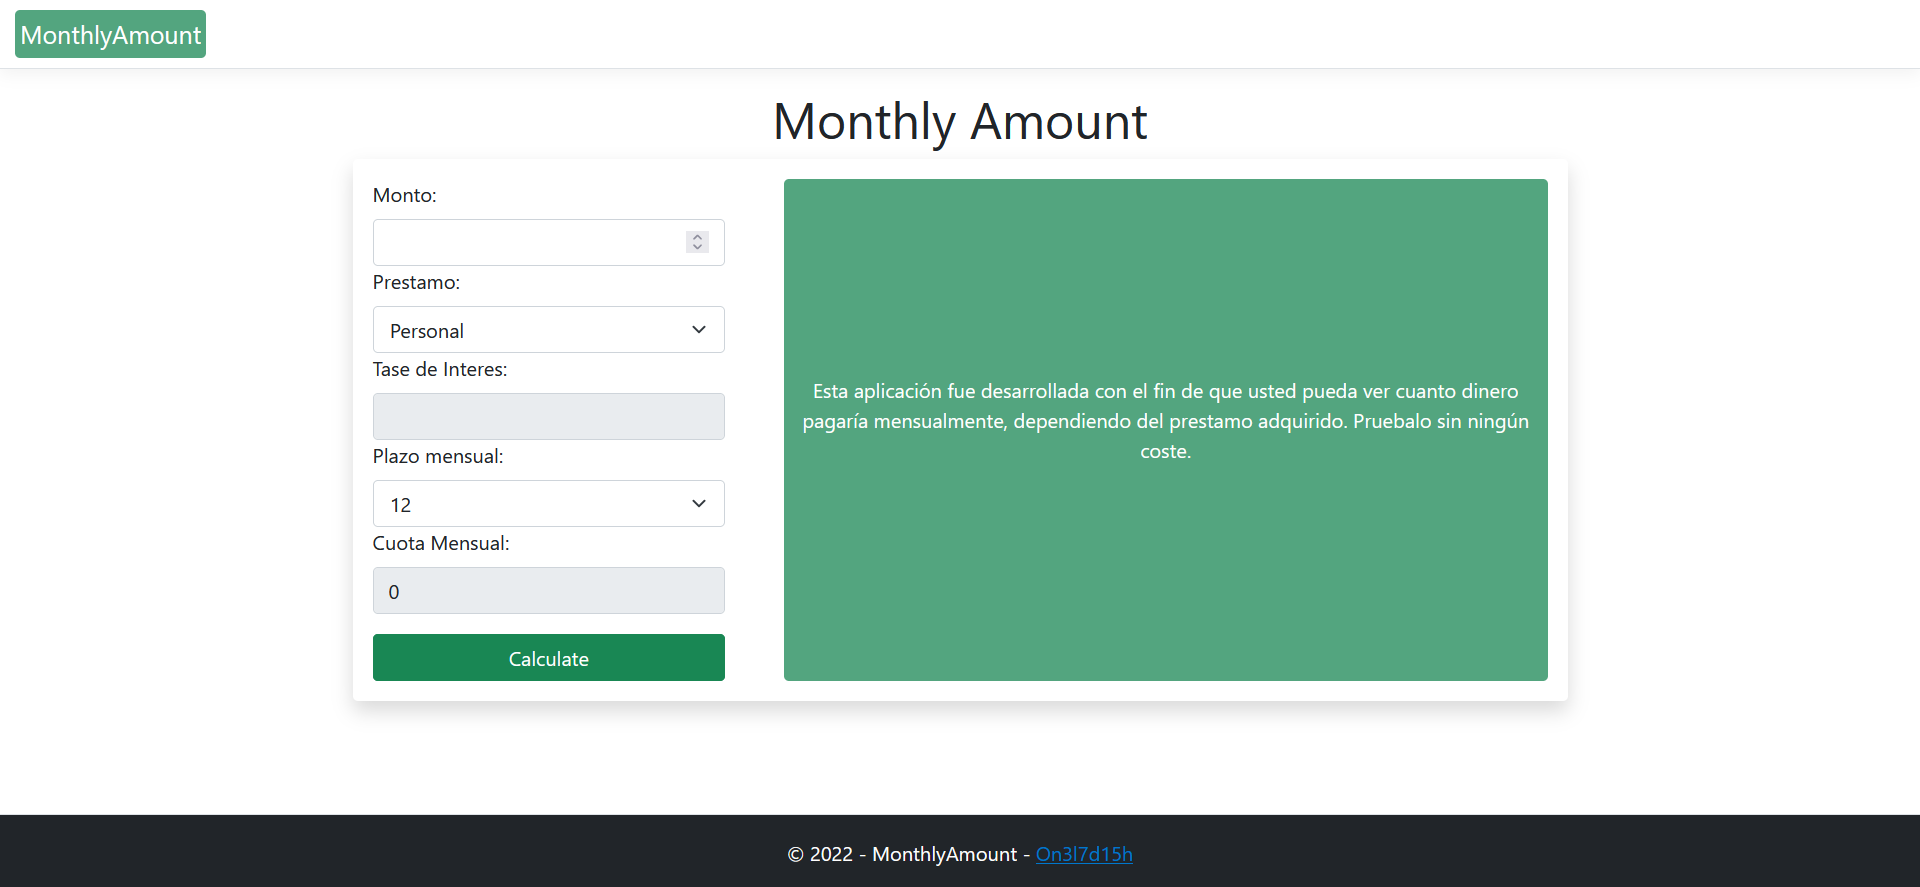 MonthlyAmount
Monthly Amount
Monto:
Prestamo:
Personal
Tase de Interes:
Plazo mensual:
12
Cuota Mensual:
0
Calculate
Esta aplicación fue desarrollada con el fin de que usted pueda ver cuanto dinero
pagaría mensualmente, dependiendo del prestamo adquirido. Pruebalo sin ningún
coste.
© 2022 - MonthlyAmount - On3l7d15h